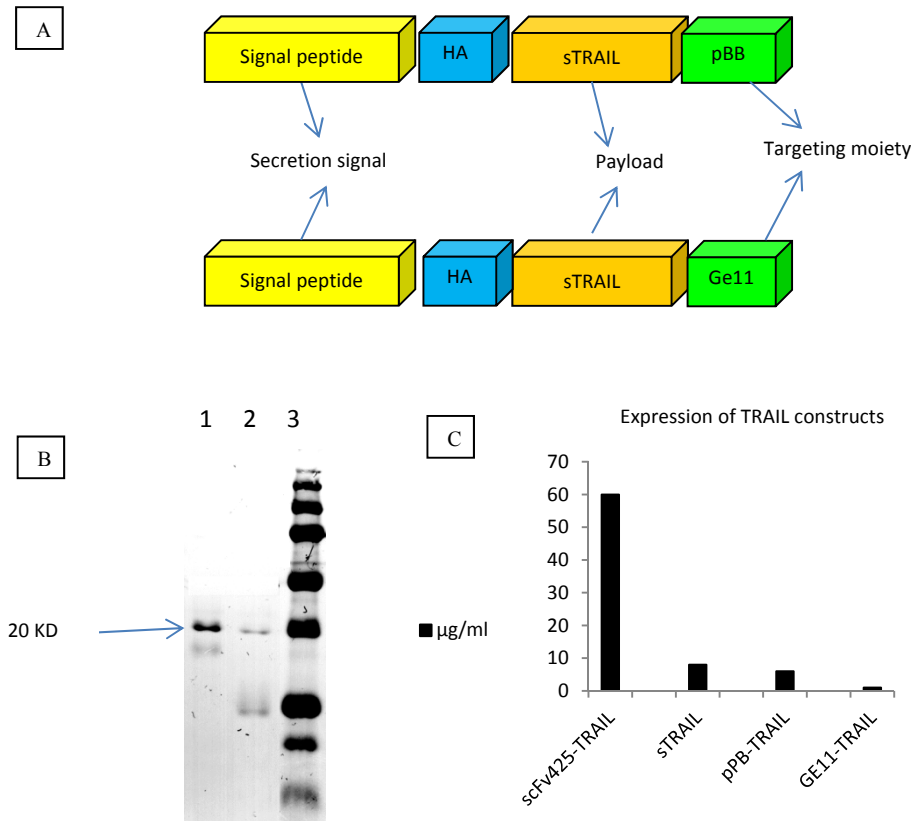 A
Signal peptide
HA
sTRAIL
pBB
Secretion signal
Payload
Targeting moiety
Signal peptide
HA
sTRAIL
Ge11
B
1 2 3
20 KD
C
Expression of TRAIL constructs
70
60
50
40
30
20
10
0
µg/ml
scFv425-TRAIL
sTRAIL
pPB-TRAIL
GE11-TRAIL